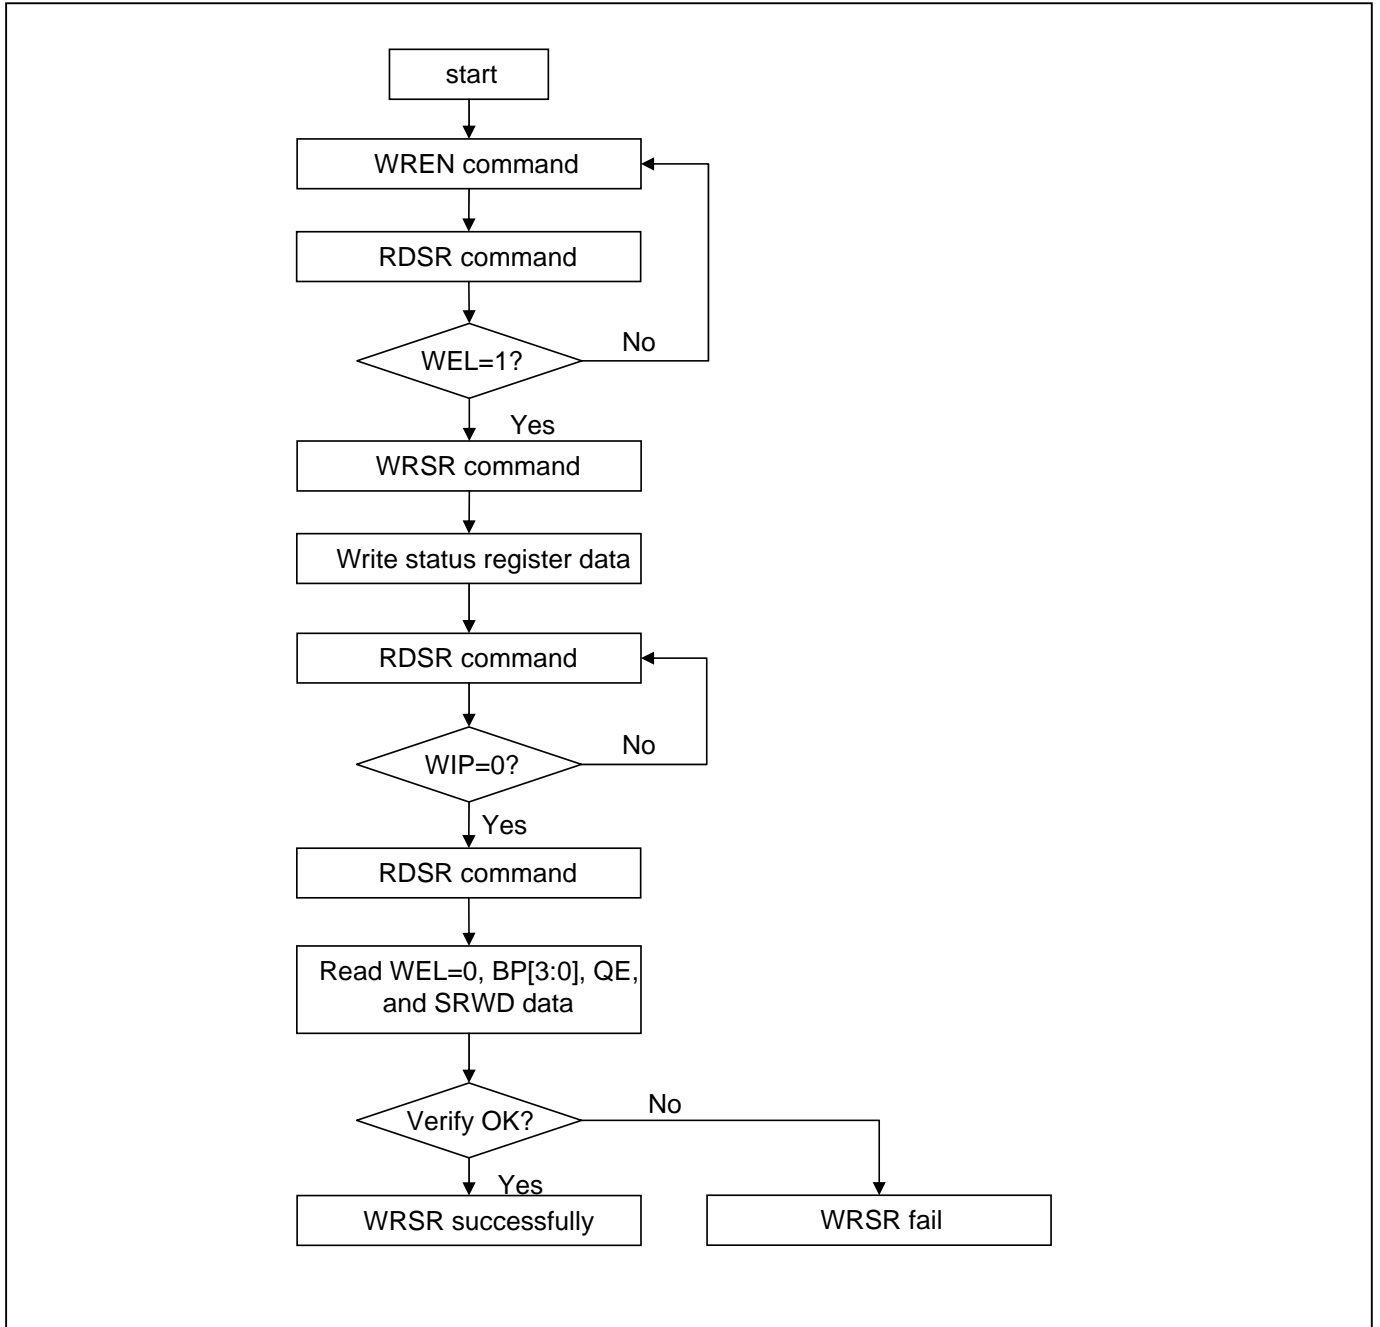 start
WREN command
RDSR command
WEL=1?
No
Yes
WRSR command
Write status register data
RDSR command
WIP=0?
No
Yes
RDSR command
Read WEL=0, BP[3:0], QE,
and SRWD data
Verify OK?
No
Yes
WRSR successfully
WRSR fail